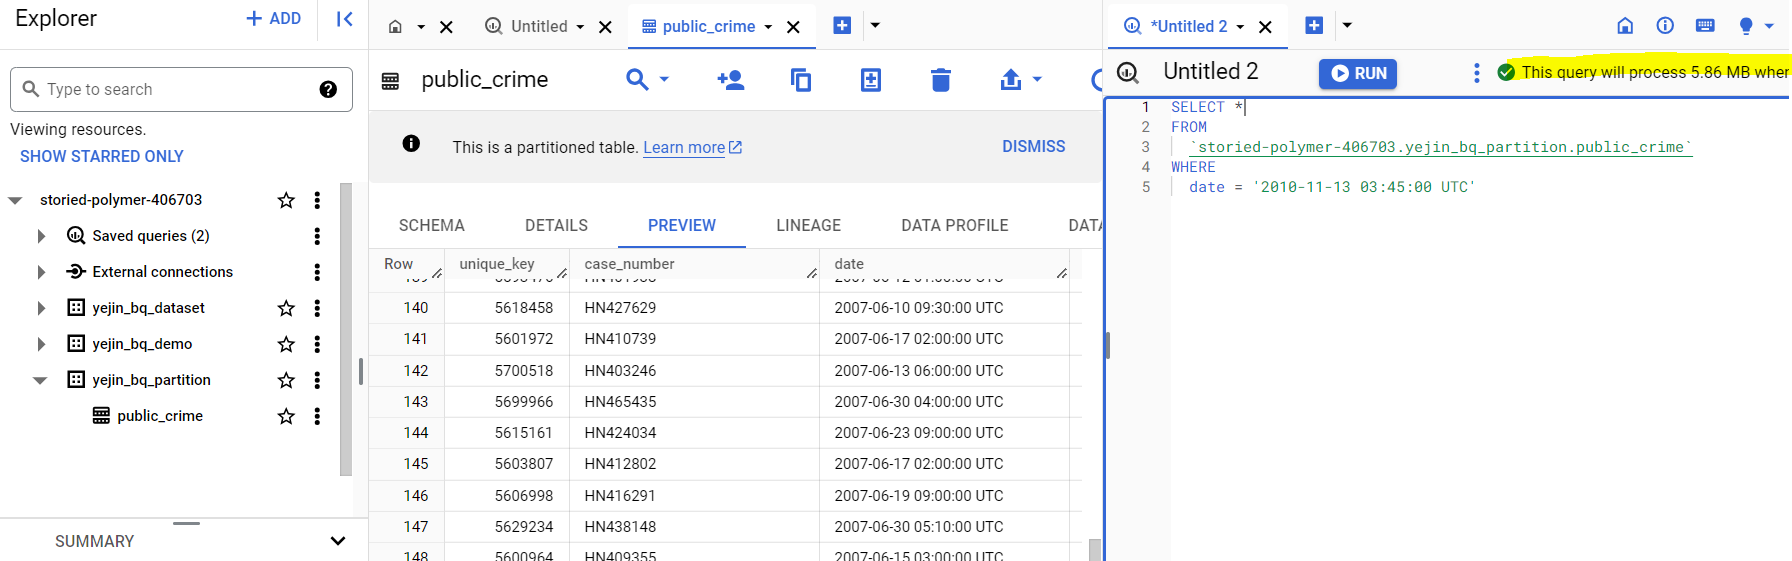 Explorer
+ ADD
Type to search
Viewing resources.
SHOW STARRED ONLY
storied-polymer-406703
Saved queries (2)
External connections
yejin_bq_dataset
yejin_bq_demo
yejin_bq_partition
public_crime
SUMMARY
Untitled
public_crime
public_crime
This is a partitioned table. Learn more
DISMISS
SCHEMA DETAILS PREVIEW LINEAGE DATA PROFILE DATA
Row unique_key case_number date
140 5618458 HN427629 2007-06-10 09:30:00 UTC
141 5601972 HN410739 2007-06-17 02:00:00 UTC
142 5700518 HN403246 2007-06-13 06:00:00 UTC
143 5699966 HN465435 2007-06-30 04:00:00 UTC
144 5615161 HN424034 2007-06-23 09:00:00 UTC
145 5603807 HN412802 2007-06-17 02:00:00 UTC
146 5606998 HN416291 2007-06-19 09:00:00 UTC
147 5629234 HN438148 2007-06-30 05:10:00 UTC
148 5600964 HN409355 2007-06-15 03:00:00 UTC
*Untitled 2
Untitled 2
RUN
This query will process 5.86 MB when
1 SELECT *
2 FROM
3 `storied-polymer-406703.yejin_bq_partition.public_crime`
4 WHERE
5 date = '2010-11-13 03:45:00 UTC'